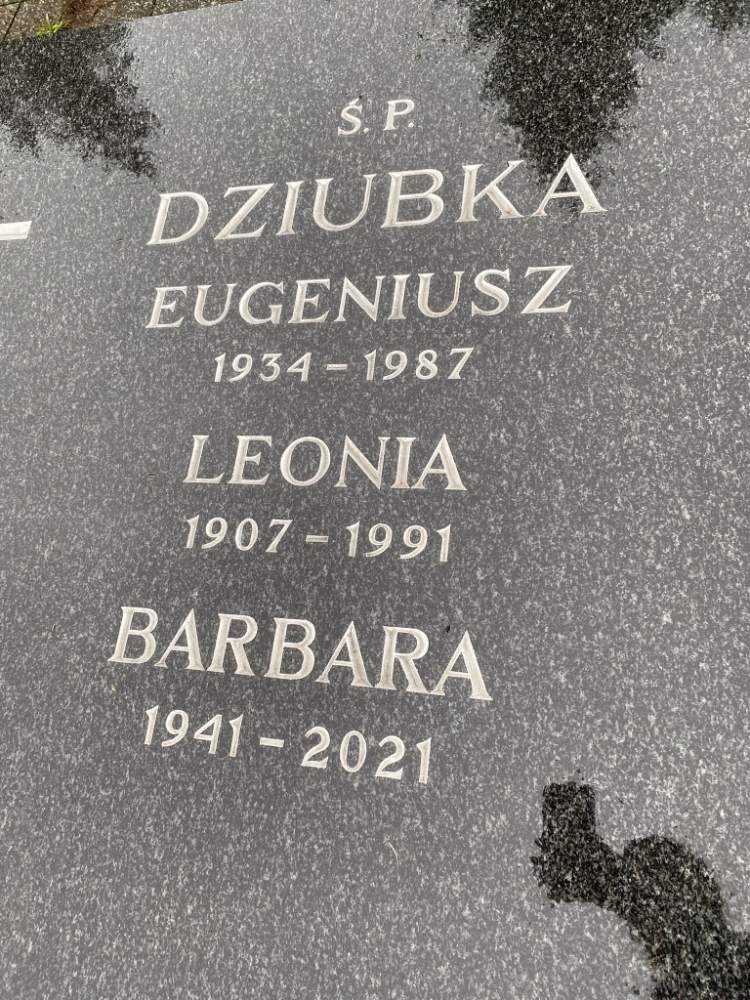 Ś. P.
DZIUBKA
EUGENIUSZ
1934 – 1987
LEONIA
1907 – 1991
BARBARA
1941 – 2021